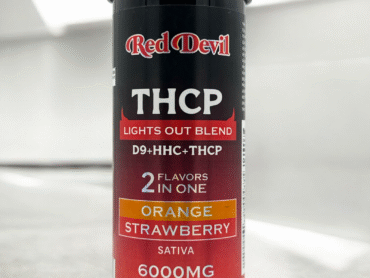 Red Devil
THCP
LIGHTS OUT BLEND
D9+HHC+THCP
2 FLAVORS
IN ONE
ORANGE
STRAWBERRY
SATIVA
6000MG